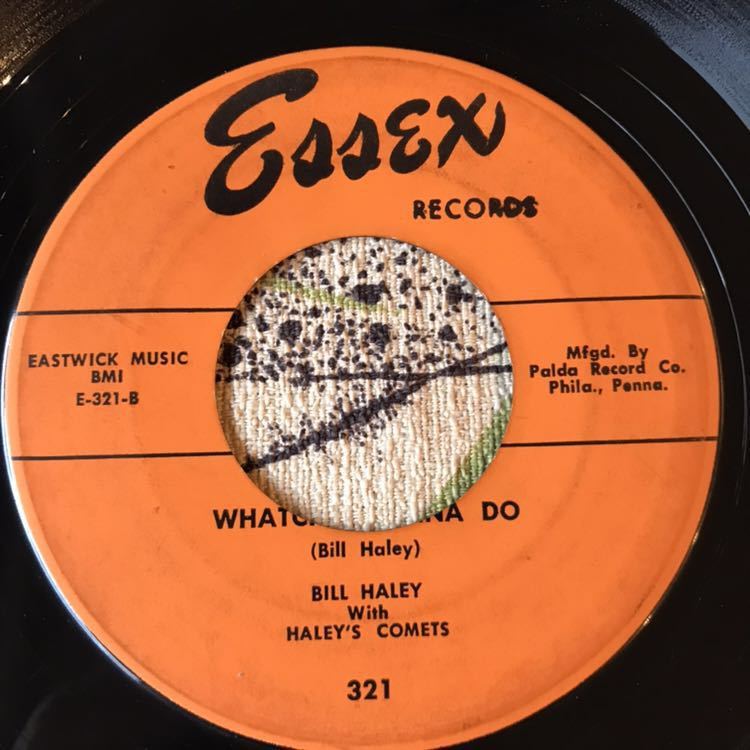 Essex
RECORDS
EASTWICK MUSIC
BMI
E-321-B
Mfgd. By
Palda Record Co.
Phila., Penna.
DO
(Bill Haley)
BILL HALEY
With
HALEY'S COMETS
321